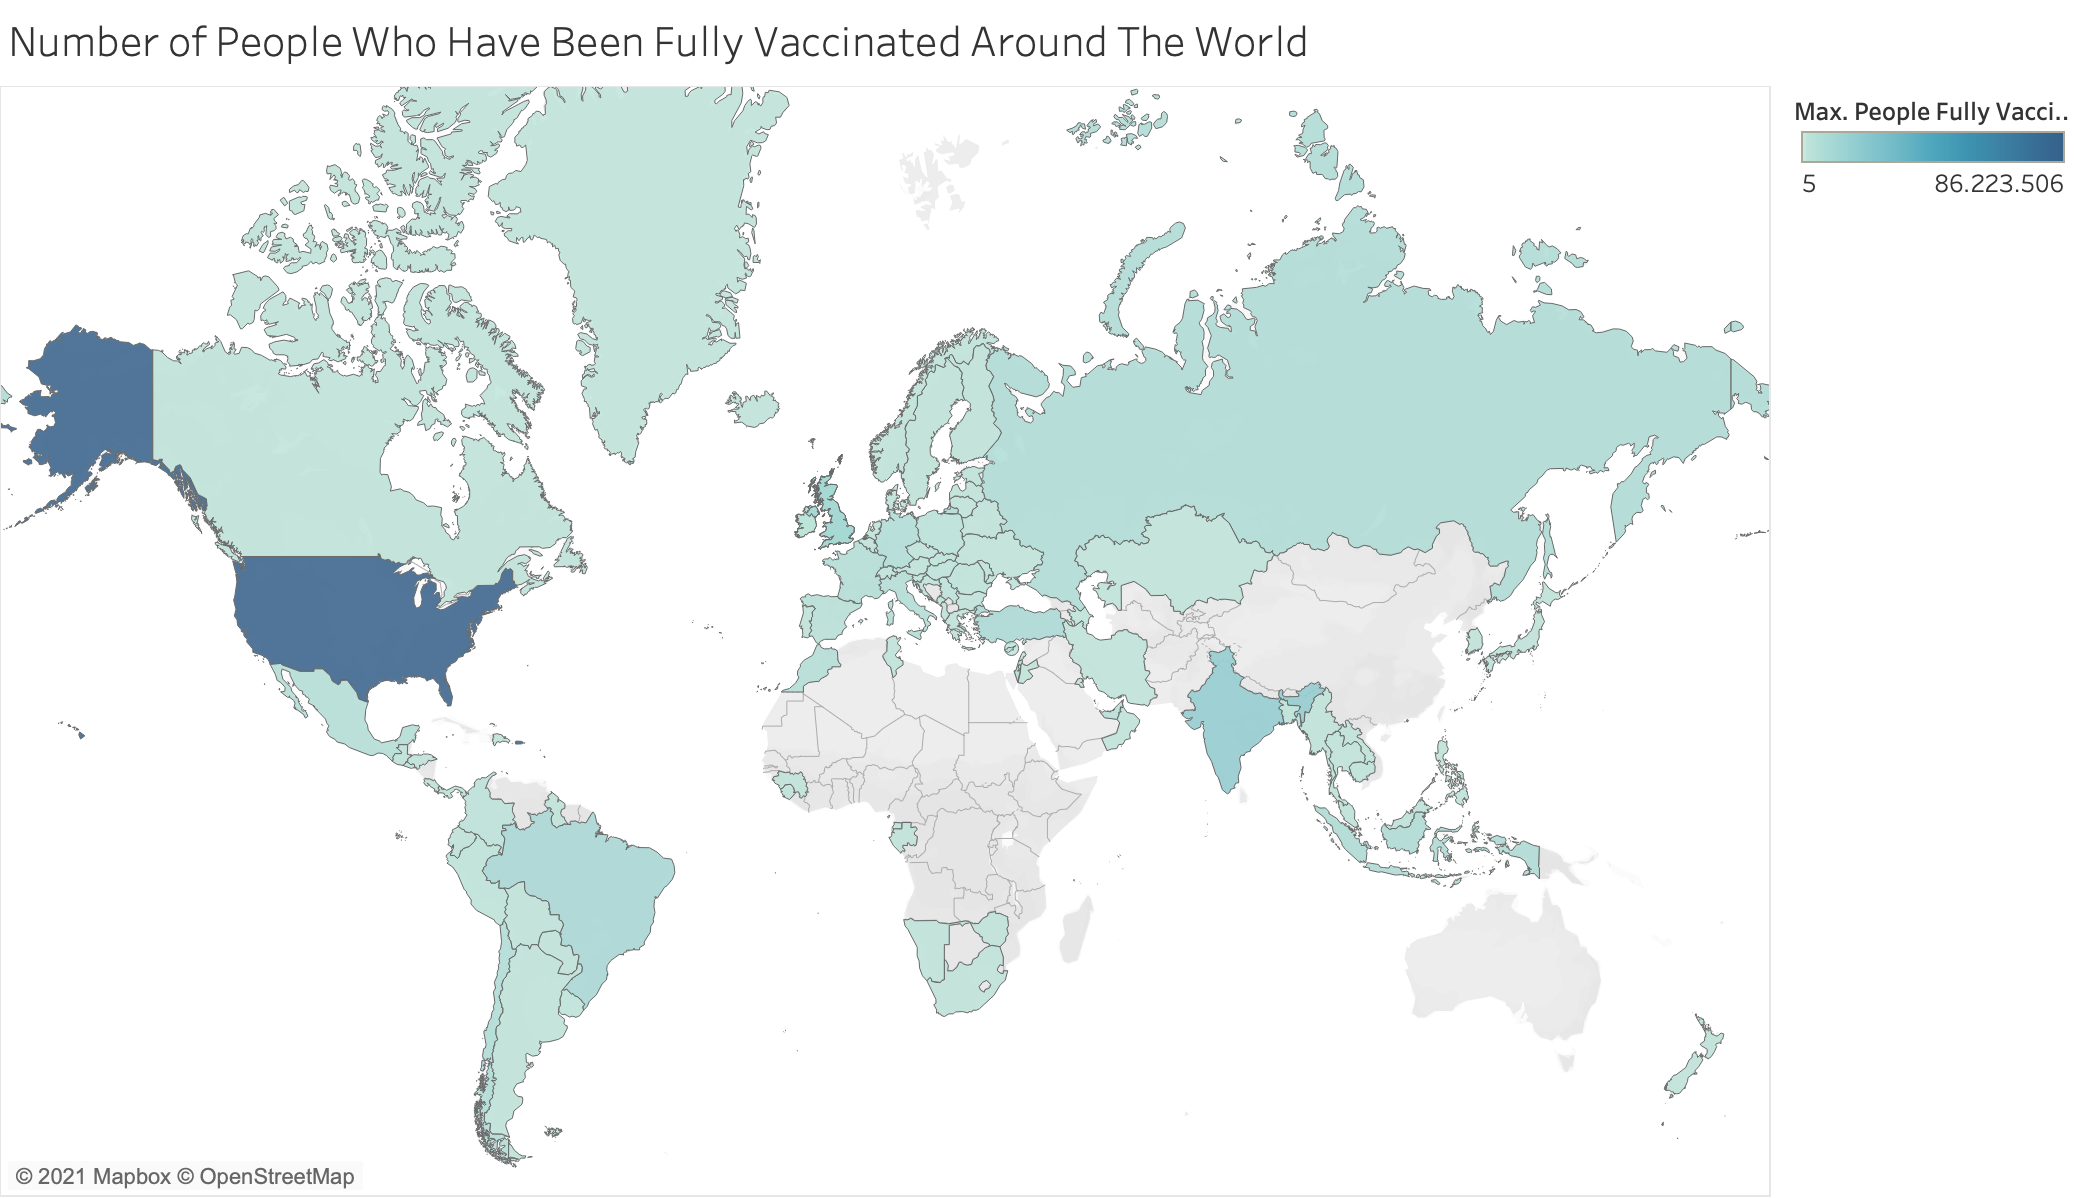 Number of People Who Have Been Fully Vaccinated Around The World
Max. People Fully Vacci..
5 86.223.506
© 2021 Mapbox © OpenStreetMap